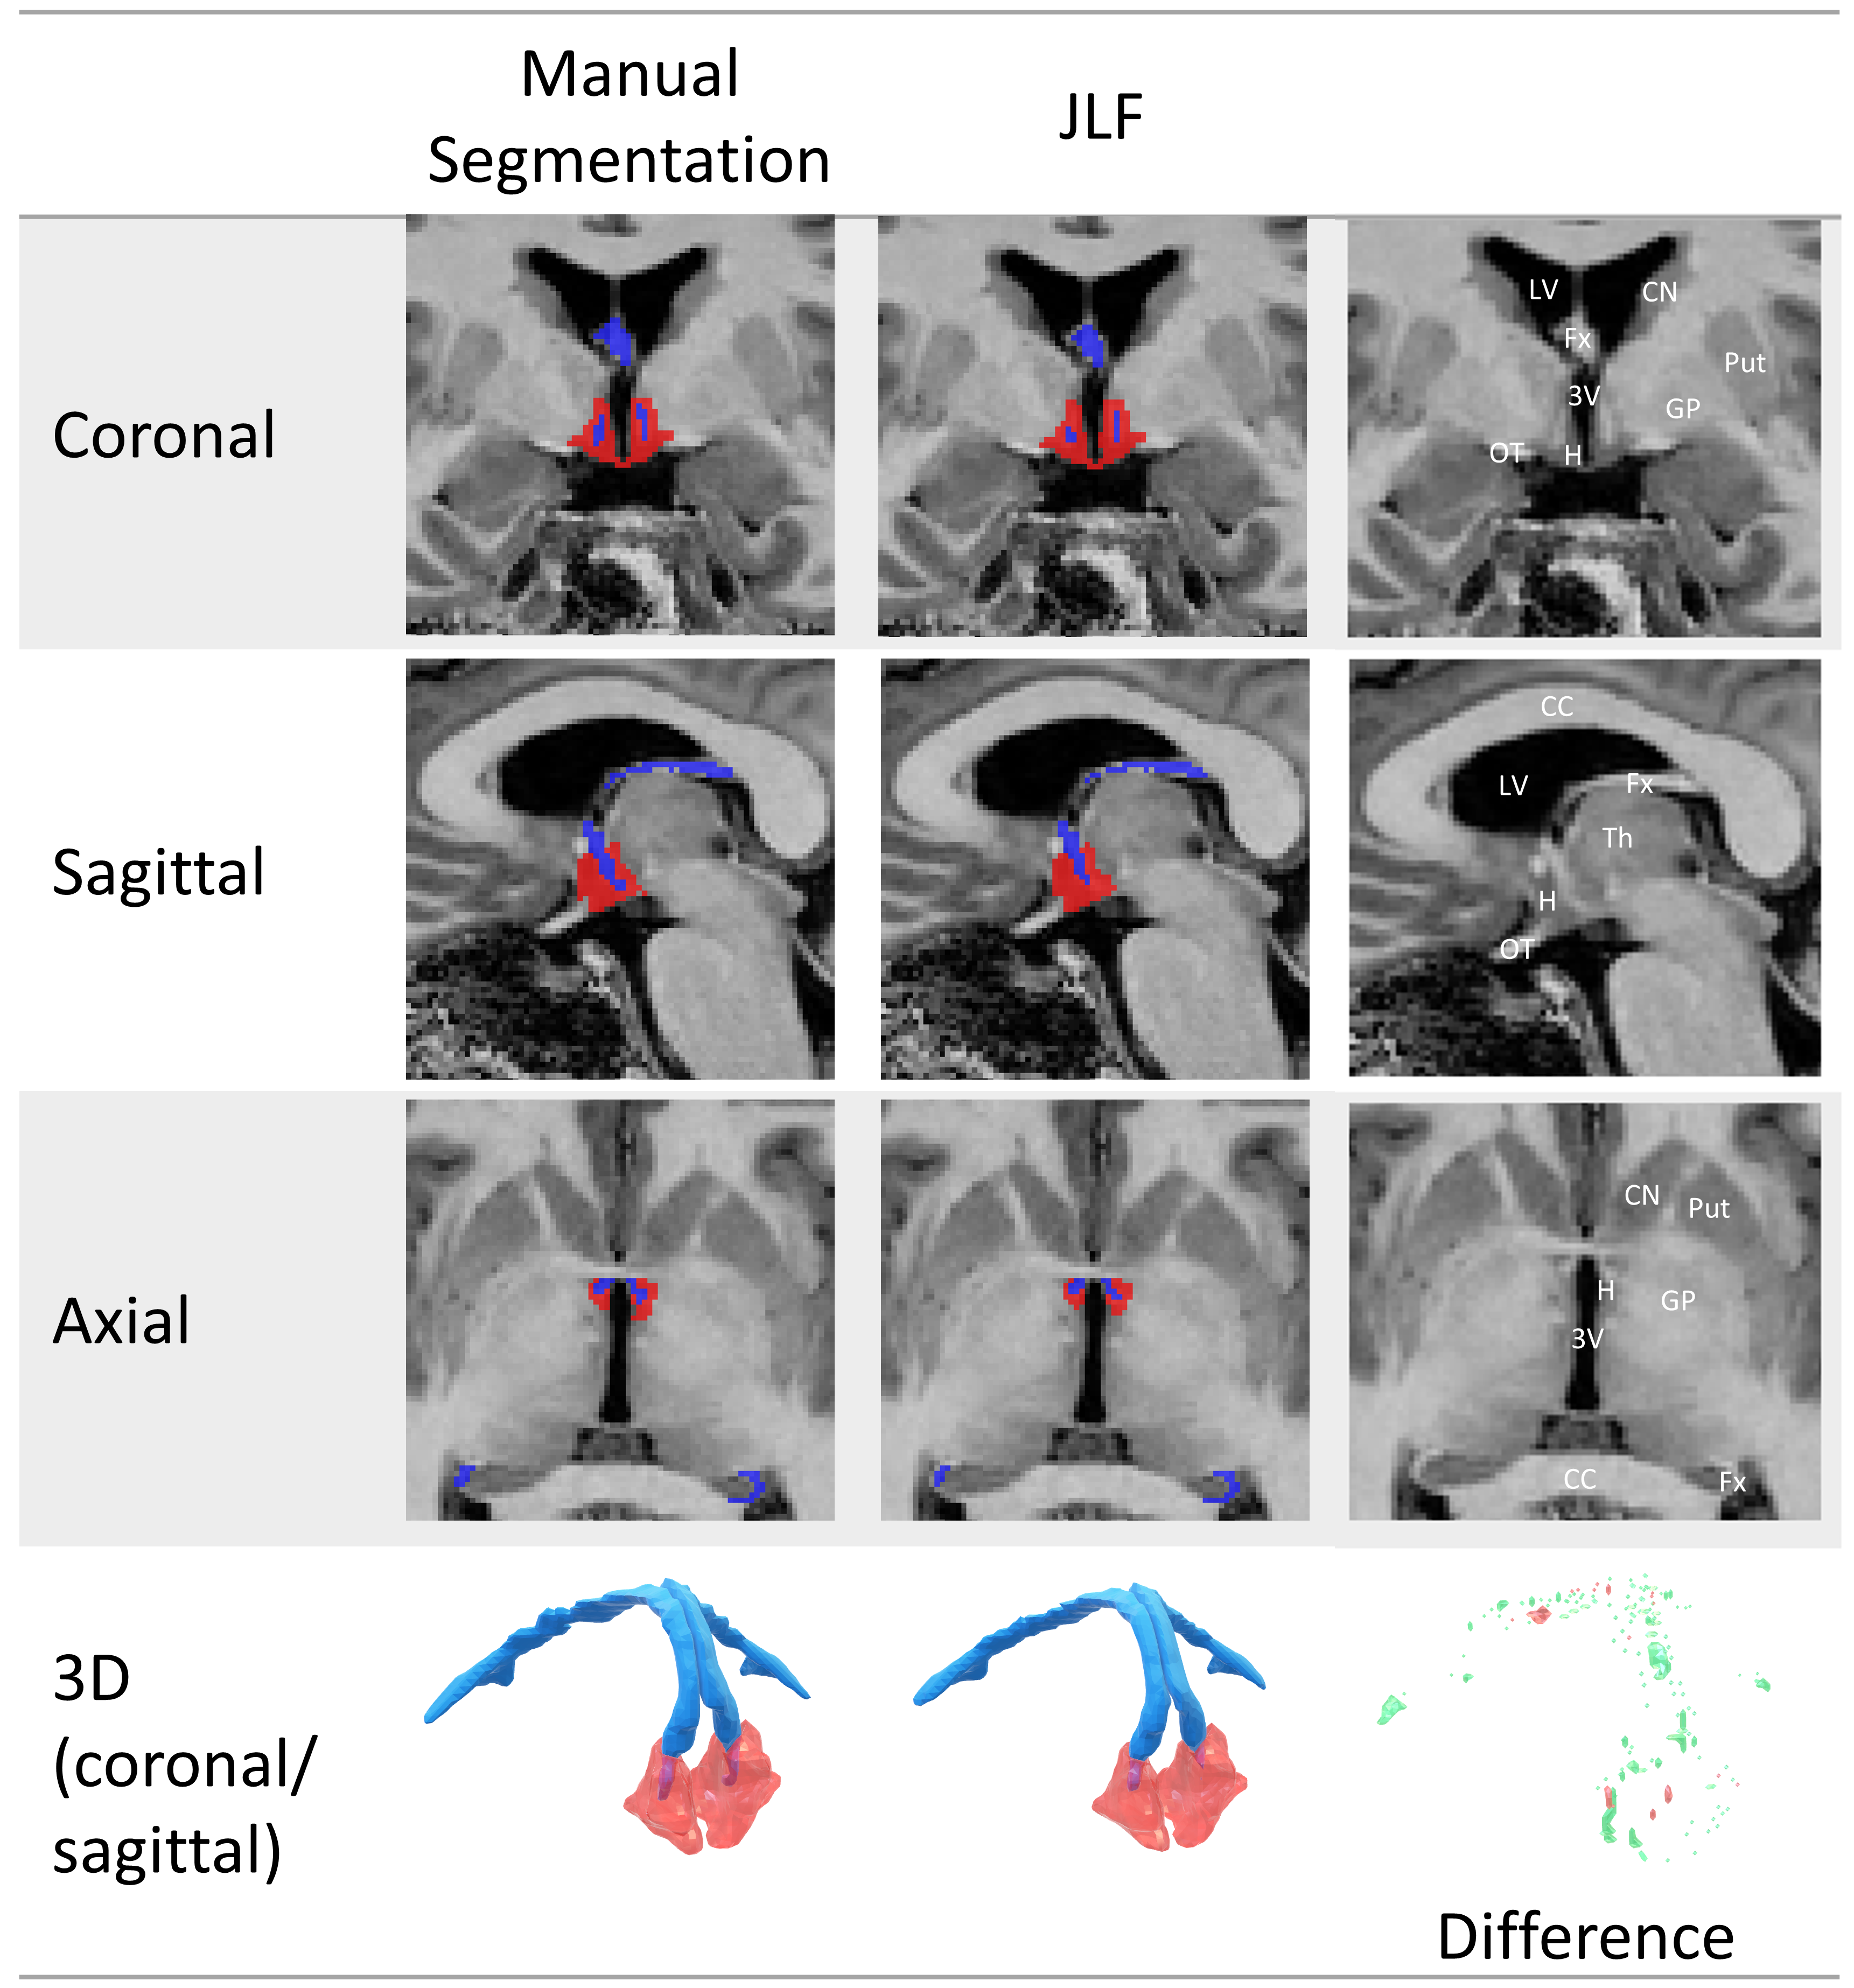 Manual
Segmentation
JLF
Coronal
LV
CN
Fx
Put
3V
GP
OT
H
Sagittal
CC
LV
Fx
Th
H
OT
Axial
CN
Put
H
GP
3V
CC
Fx
3D
(coronal/
sagittal)
Difference